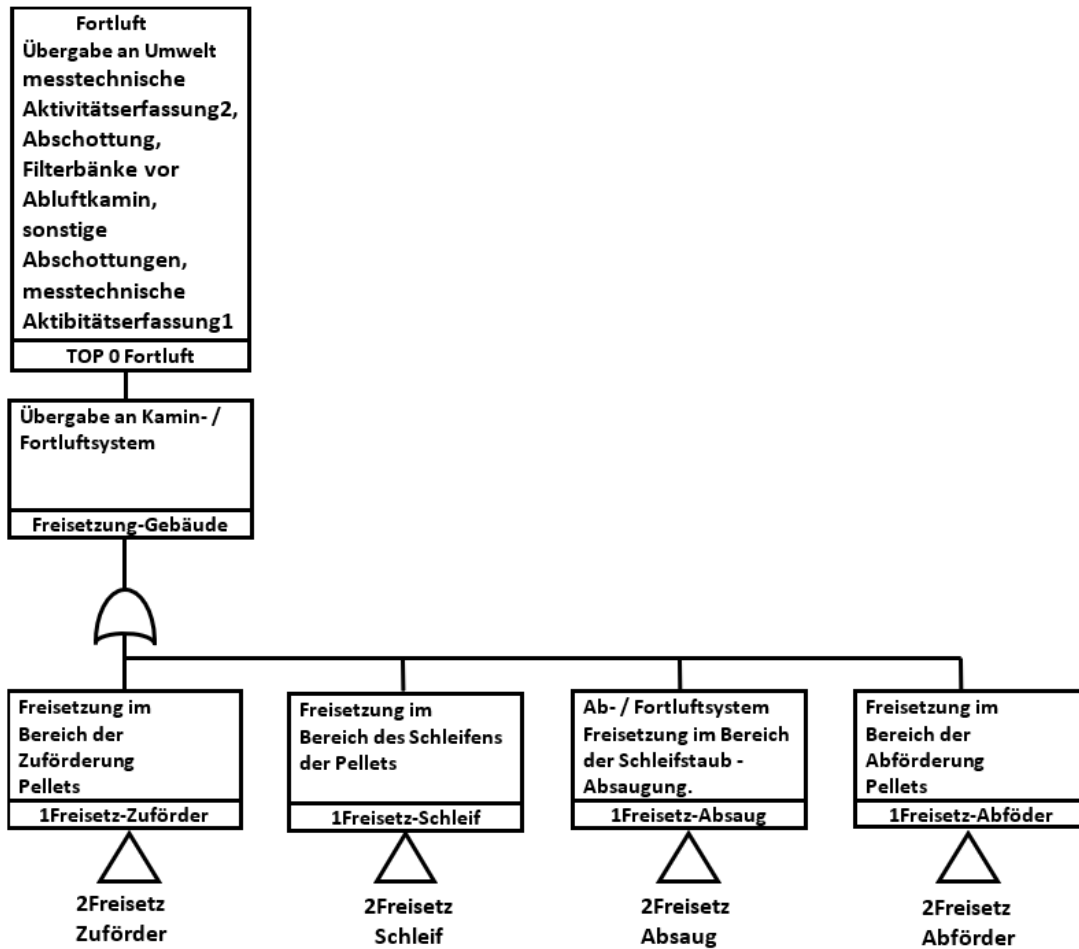 Fortluft
Übergabe an Umwelt
messtechnische
Aktivitätserfassung2,
Abschottung,
Filterbänke vor
Abluftkamin,
sonstige
Abschottungen,
messtechnische
Aktibitätserfassung1
TOP 0 Fortluft
Übergabe an Kamin- /
Fortluftsystem
Freisetzung-Gebäude
Freisetzung im
Bereich der
Zuförderung
Pellets
1Freisetz-Zuförder
2Freisetz
Zuförder
Freisetzung im
Bereich des Schleifens
der Pellets
1Freisetz-Schleif
2Freisetz
Schleif
Ab- / Fortluftsystem
Freisetzung im Bereich
der Schleifstaub -
Absaugung.
1Freisetz-Absaug
2Freisetz
Absaug
Freisetzung im
Bereich der
Abförderung
Pellets
1Freisetz-Abföder
2Freisetz
Abförder